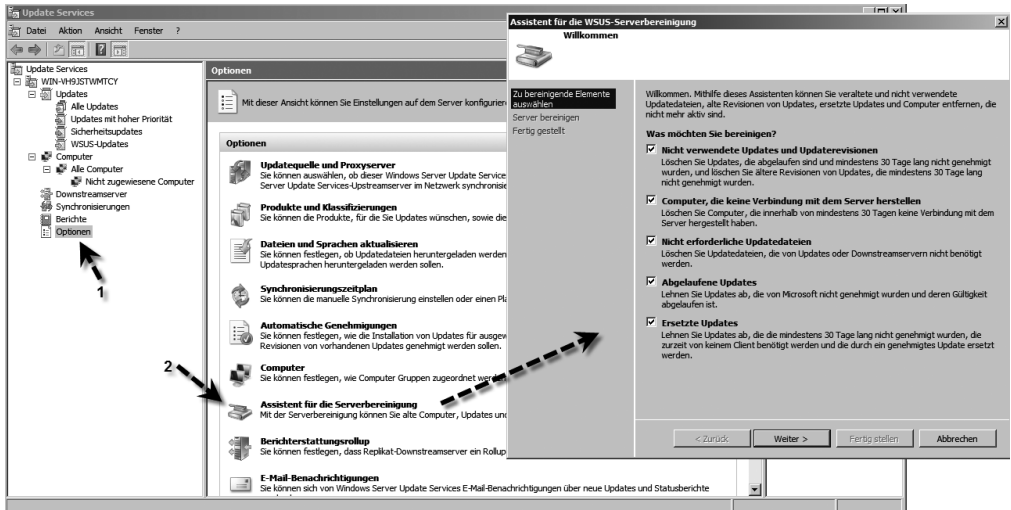 Update Services
Datei Aktion Ansicht Fenster ?
Update Services
WIN-VH9JSTWMTCY
Updates
Alle Updates
Updates mit hoher Priorität
Sicherheitsupdates
WSUS-Updates
Computer
Alle Computer
Nicht zugewiesene Computer
Downstreamserver
Synchronisierungen
Berichte
Optionen
1
2
Optionen
Mit dieser Ansicht können Sie Einstellungen auf dem Server konfigurieren
Optionen
Updatequelle und Proxyserver
Sie können auswählen, ob dieser Windows Server Update Service
Server Update Services-Upstreamserver im Netzwerk synchronisie
Produkte und Klassifizierungen
Sie können die Produkte, für die Sie Updates wünschen, sowie die
Dateien und Sprachen aktualisieren
Sie können festlegen, ob Updatedateien heruntergeladen werden
Updatesprachen heruntergeladen werden sollen.
Synchronisierungszeitplan
Sie können die manuelle Synchronisierung einstellen oder einen Pla
Automatische Genehmigungen
Sie können festlegen, wie die Installation von Updates für ausgew
Revisionen von vorhandenen Updates genehmigt werden sollen.
Computer
Sie können festlegen, wie Computer Gruppen zugeordnet werden
Assistent für die Serverbereinigung
Mit der Serverbereinigung können Sie alte Computer, Updates und
Berichterstattungsrollup
Sie können festlegen, dass Replikat-Downstreamserver ein Rollup
E-Mail-Benachrichtigungen
Sie können sich von Windows Server Update Services E-Mail-Benachrichtigungen über neue Updates und Statusberichte
Assistent für die WSUS-Serverbereinigung
Willkommen
Zu bereinigende Elemente
auswählen
Server bereinigen
Fertig gestellt
Willkommen. Mithilfe dieses Assistenten können Sie veraltete und nicht verwendete
Updatedateien, alte Revisionen von Updates, ersetzte Updates und Computer entfernen, die
nicht mehr aktiv sind.
Was möchten Sie bereinigen?
Nicht verwendete Updates und Updaterevisionen
Löschen Sie Updates, die abgelaufen sind und mindestens 30 Tage lang nicht genehmigt
wurden, und löschen Sie ältere Revisionen von Updates, die mindestens 30 Tage lang
nicht genehmigt wurden.
Computer, die keine Verbindung mit dem Server herstellen
Löschen Sie Computer, die innerhalb von mindestens 30 Tagen keine Verbindung mit dem
Server hergestellt haben.
Nicht erforderliche Updatedateien
Löschen Sie Updatedateien, die von Updates oder Downstreamservern nicht benötigt
werden.
Abgelaufene Updates
Lehnen Sie Updates ab, die von Microsoft nicht genehmigt wurden und deren Gültigkeit
abgelaufen ist.
Ersetzte Updates
Lehnen Sie Updates ab, die die mindestens 30 Tage lang nicht genehmigt wurden, die
zurzeit von keinem Client benötigt werden und die durch ein genehmigtes Update ersetzt
werden.
< Zurück Weiter > Fertig stellen Abbrechen